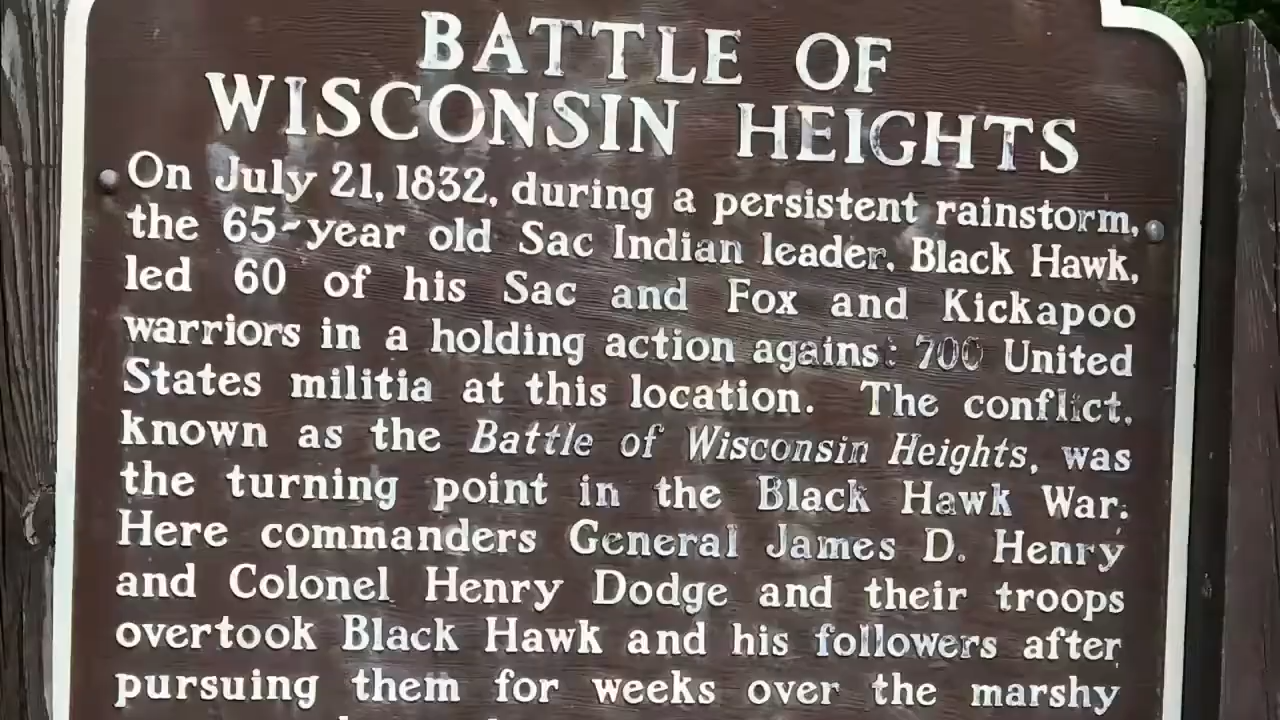 BATTLE OF
WISCONSIN HEIGHTS
On July 21, 1832, during a persistent rainstorm,
the 65-year old Sac Indian leader, Black Hawk,
led 60 of his Sac and Fox and Kickapoo
warriors in a holding action against 700 United
States militia at this location. The conflict,
known as the Battle of Wisconsin Heights, was
the turning point in the Black Hawk War.
Here commanders General James D. Henry
and Colonel Henry Dodge and their troops
overtook Black Hawk and his followers after
pursuing them for weeks over the marshy